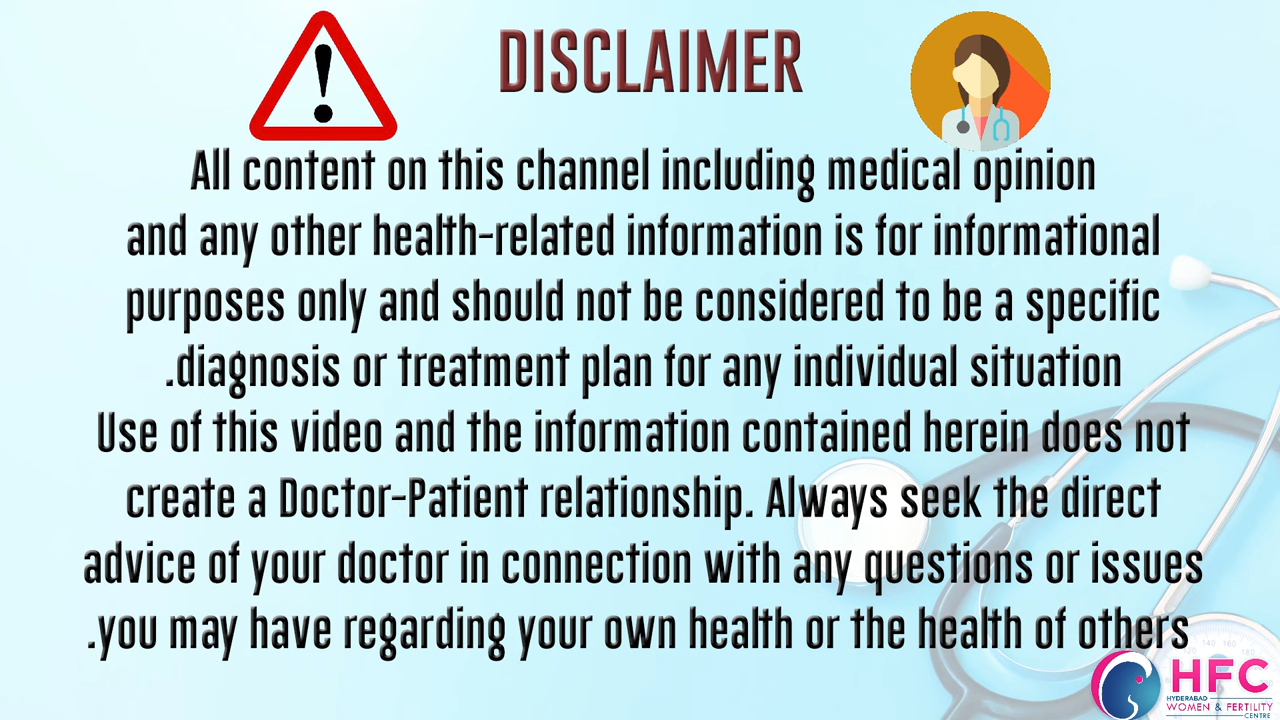 DISCLAIMER
All content on this channel including medical opinion
and any other health-related information is for informational
purposes only and should not be considered to be a specific
.diagnosis or treatment plan for any individual situation
Use of this video and the information contained herein does not
create a Doctor-Patient relationship. Always seek the direct
advice of your doctor in connection with any questions or issues
.you may have regarding your own health or the health of others
140 160 180
HFC
HYDERABAD
WOMEN & FERTILITY
CENTRE